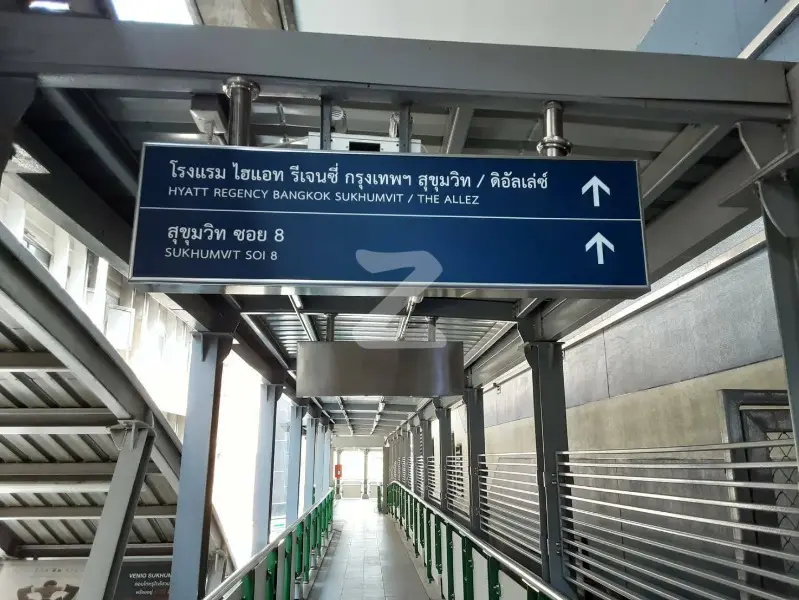 โรงแรม ไฮแอท รีเจนซี่ กรุงเทพฯ สุขุมวิท / ดิอัลเล่ซ์
HYATT REGENCY BANGKOK SUKHUMVIT / THE ALLEZ
สุขุมวิท ซอย 8
SUKHUMVIT SOI 8
Z
VENIO SUKHUM